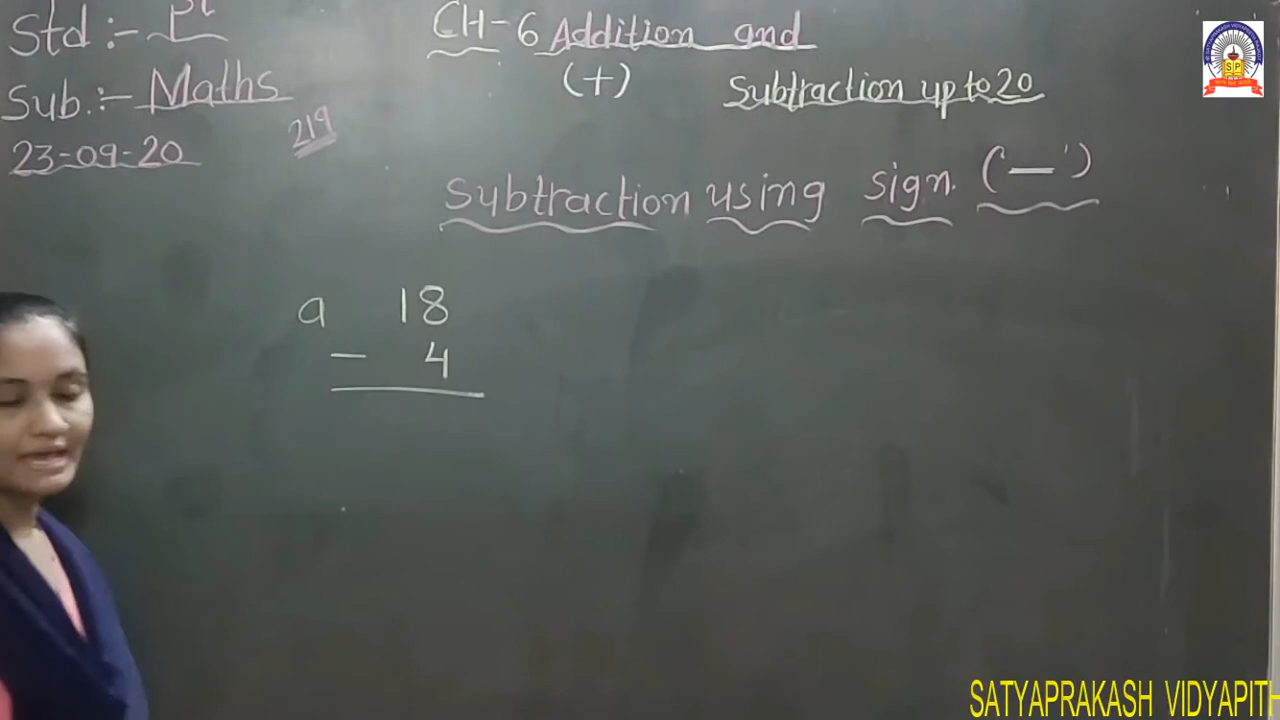 Std :-
Sub. :- Maths
23-09-20
219
CH-6 Addition and
(+) Subtraction up to 20
Subtraction using sign. ('—')
a 18
- 4
SP
SATYAPRAKASH VIDYAPITH